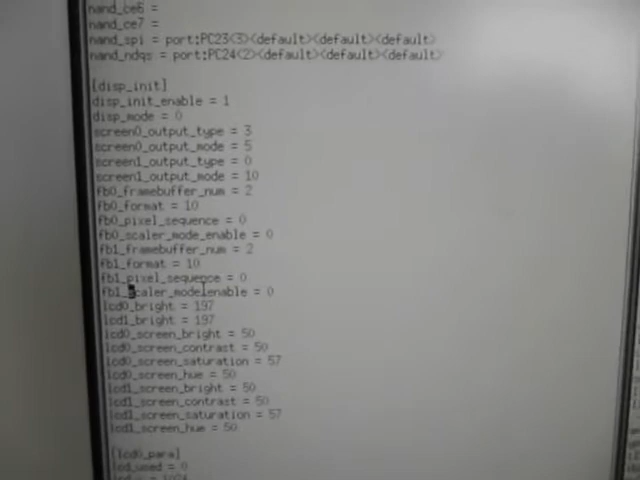 nand_ce6 =
nand_ce7 =
nand_spi = port:PC23<3><default><default><default>
nand_ndqs = port:PC24<2><default><default><default>
[disp_init]
disp_init_enable = 1
disp_mode = 0
screen0_output_type = 3
screen0_output_mode = 5
screen1_output_type = 0
screen1_output_mode = 10
fb0_framebuffer_num = 2
fb0_format = 10
fb0_pixel_sequence = 0
fb0_scaler_mode_enable = 0
fb1_framebuffer_num = 2
fb1_format = 10
fb1_pixel_sequence = 0
fb1_scaler_mode_enable = 0
lcd0_bright = 197
lcd1_bright = 197
lcd0_screen_bright = 50
lcd0_screen_contrast = 50
lcd0_screen_saturation = 57
lcd0_screen_hue = 50
lcd1_screen_bright = 50
lcd1_screen_contrast = 50
lcd1_screen_saturation = 57
lcd1_screen_hue = 50
[lcd0_para]
lcd_used = 0